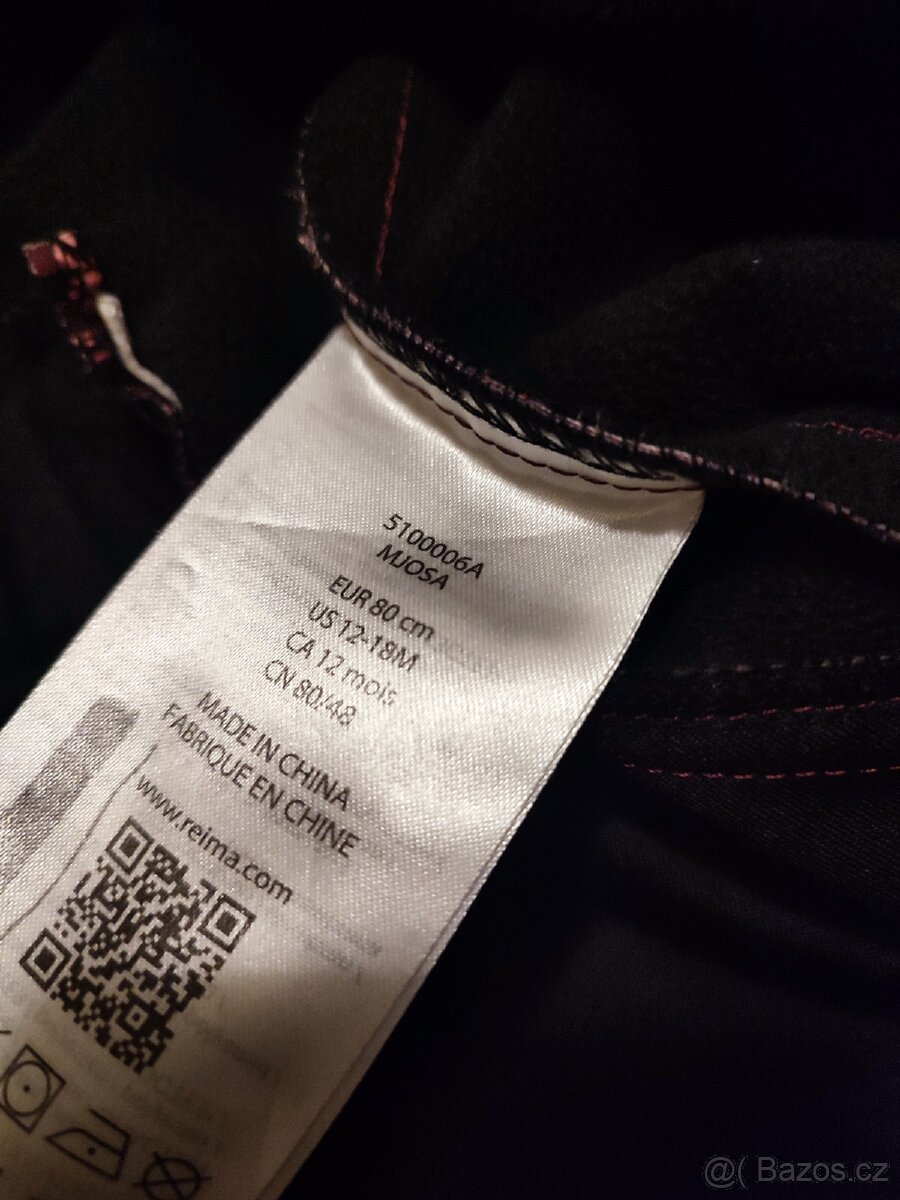 5100006A
MJOSA
EUR 80 cm
US 12-18M
CA 12 mois
CN 80/48
MADE IN CHINA
FABRIQUE EN CHINE
www.reima.com
@( Bazos.cz